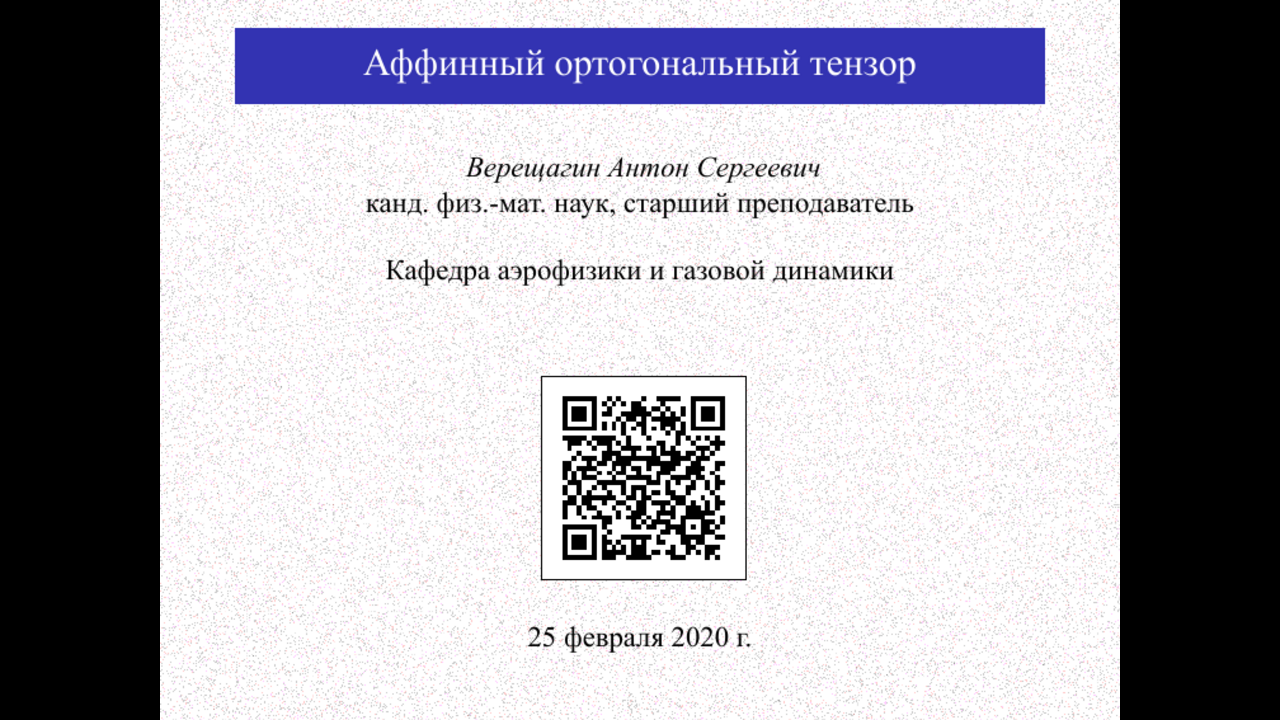 Аффинный ортогональный тензор
Верещагин Антон Сергеевич
канд. физ.-мат. наук, старший преподаватель
Кафедра аэрофизики и газовой динамики
25 февраля 2020 г.